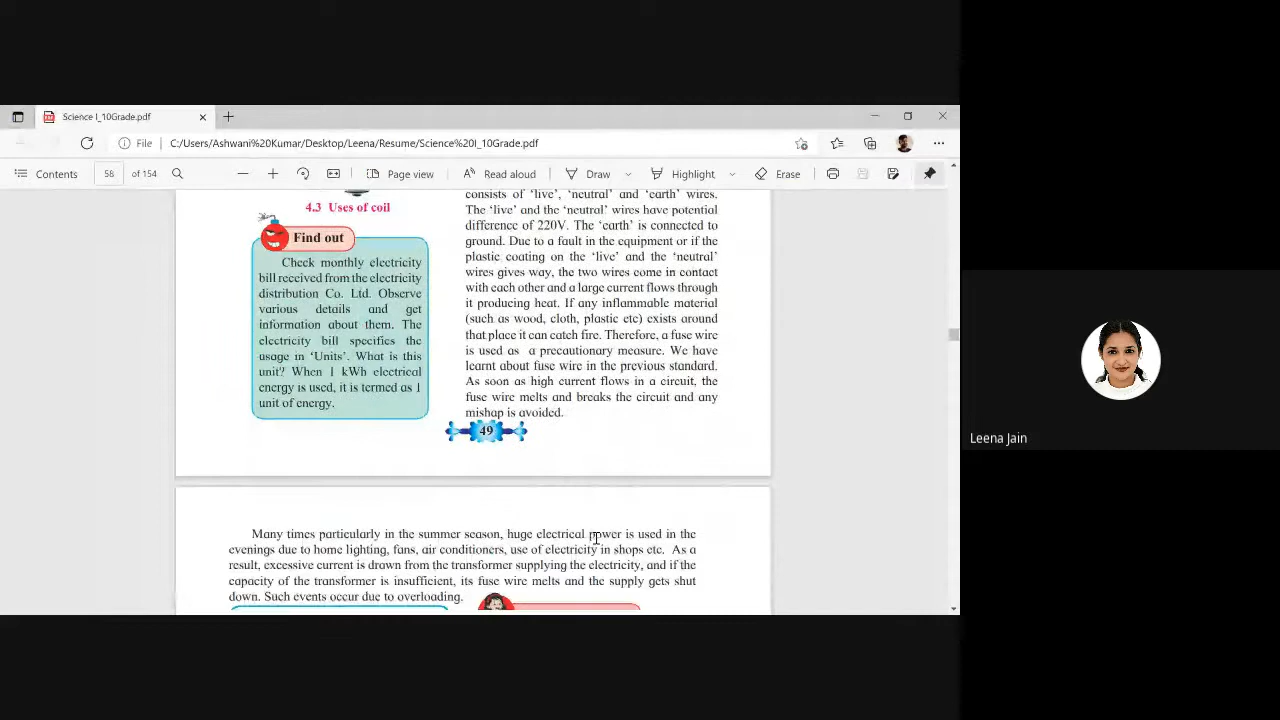 Science I_10Grade.pdf
File
C:/Users/Ashwani%20Kumar/Desktop/Leena/Resume/Science%20I_10Grade.pdf
Contents
58
of 154
Page view
Read aloud
Draw
Highlight
Erase
4.3 Uses of coil
Find out
Check monthly electricity
bill received from the electricity
distribution Co. Ltd. Observe
various details and get
information about them. The
electricity bill specifies the
usage in ‘Units’. What is this
unit? When 1 kWh electrical
energy is used, it is termed as 1
unit of energy.
consists of ‘live’, ‘neutral’ and ‘earth’ wires.
The ‘live’ and the ‘neutral’ wires have potential
difference of 220V. The ‘earth’ is connected to
ground. Due to a fault in the equipment or if the
plastic coating on the ‘live’ and the ‘neutral’
wires gives way, the two wires come in contact
with each other and a large current flows through
it producing heat. If any inflammable material
(such as wood, cloth, plastic etc) exists around
that place it can catch fire. Therefore, a fuse wire
is used as a precautionary measure. We have
learnt about fuse wire in the previous standard.
As soon as high current flows in a circuit, the
fuse wire melts and breaks the circuit and any
mishap is avoided.
49
Many times particularly in the summer season, huge electrical power is used in the
evenings due to home lighting, fans, air conditioners, use of electricity in shops etc. As a
result, excessive current is drawn from the transformer supplying the electricity, and if the
capacity of the transformer is insufficient, its fuse wire melts and the supply gets shut
down. Such events occur due to overloading.
Leena Jain